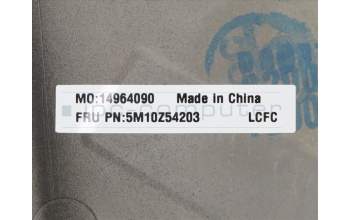 MO:14964090 Made in China
FRU PN:5M10Z54203 LCFC